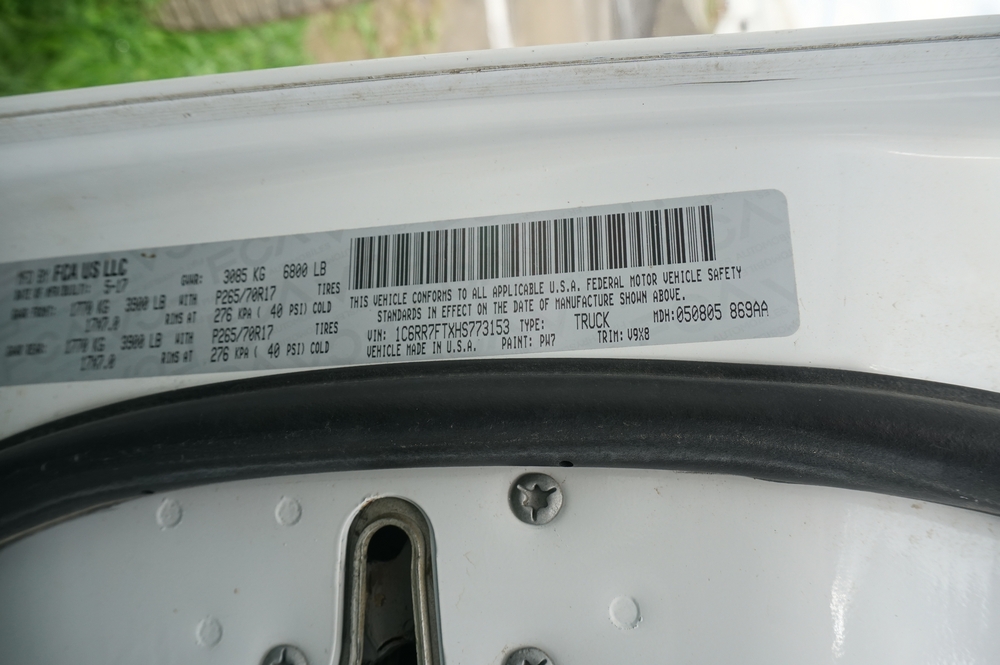 MFD BY FCA US LLC
DATE OF MFR/DUTY: 5-17 GVWR: 3085 KG 6800 LB
GAWR FRONT: 1770 KG 3900 LB WITH P265/70R17 TIRES
17X7.0 RIMS AT 276 KPA ( 40 PSI) COLD
GAWR REAR: 1770 KG 3900 LB WITH P265/70R17 TIRES
17X7.0 RIMS AT 276 KPA ( 40 PSI) COLD
THIS VEHICLE CONFORMS TO ALL APPLICABLE U.S.A. FEDERAL MOTOR VEHICLE SAFETY
STANDARDS IN EFFECT ON THE DATE OF MANUFACTURE SHOWN ABOVE.
VIN: 1C6RR7FTXHS773153 TYPE: TRUCK MDH:050805 869AA
VEHICLE MADE IN U.S.A. PAINT: PW7 TRIM: V9X8